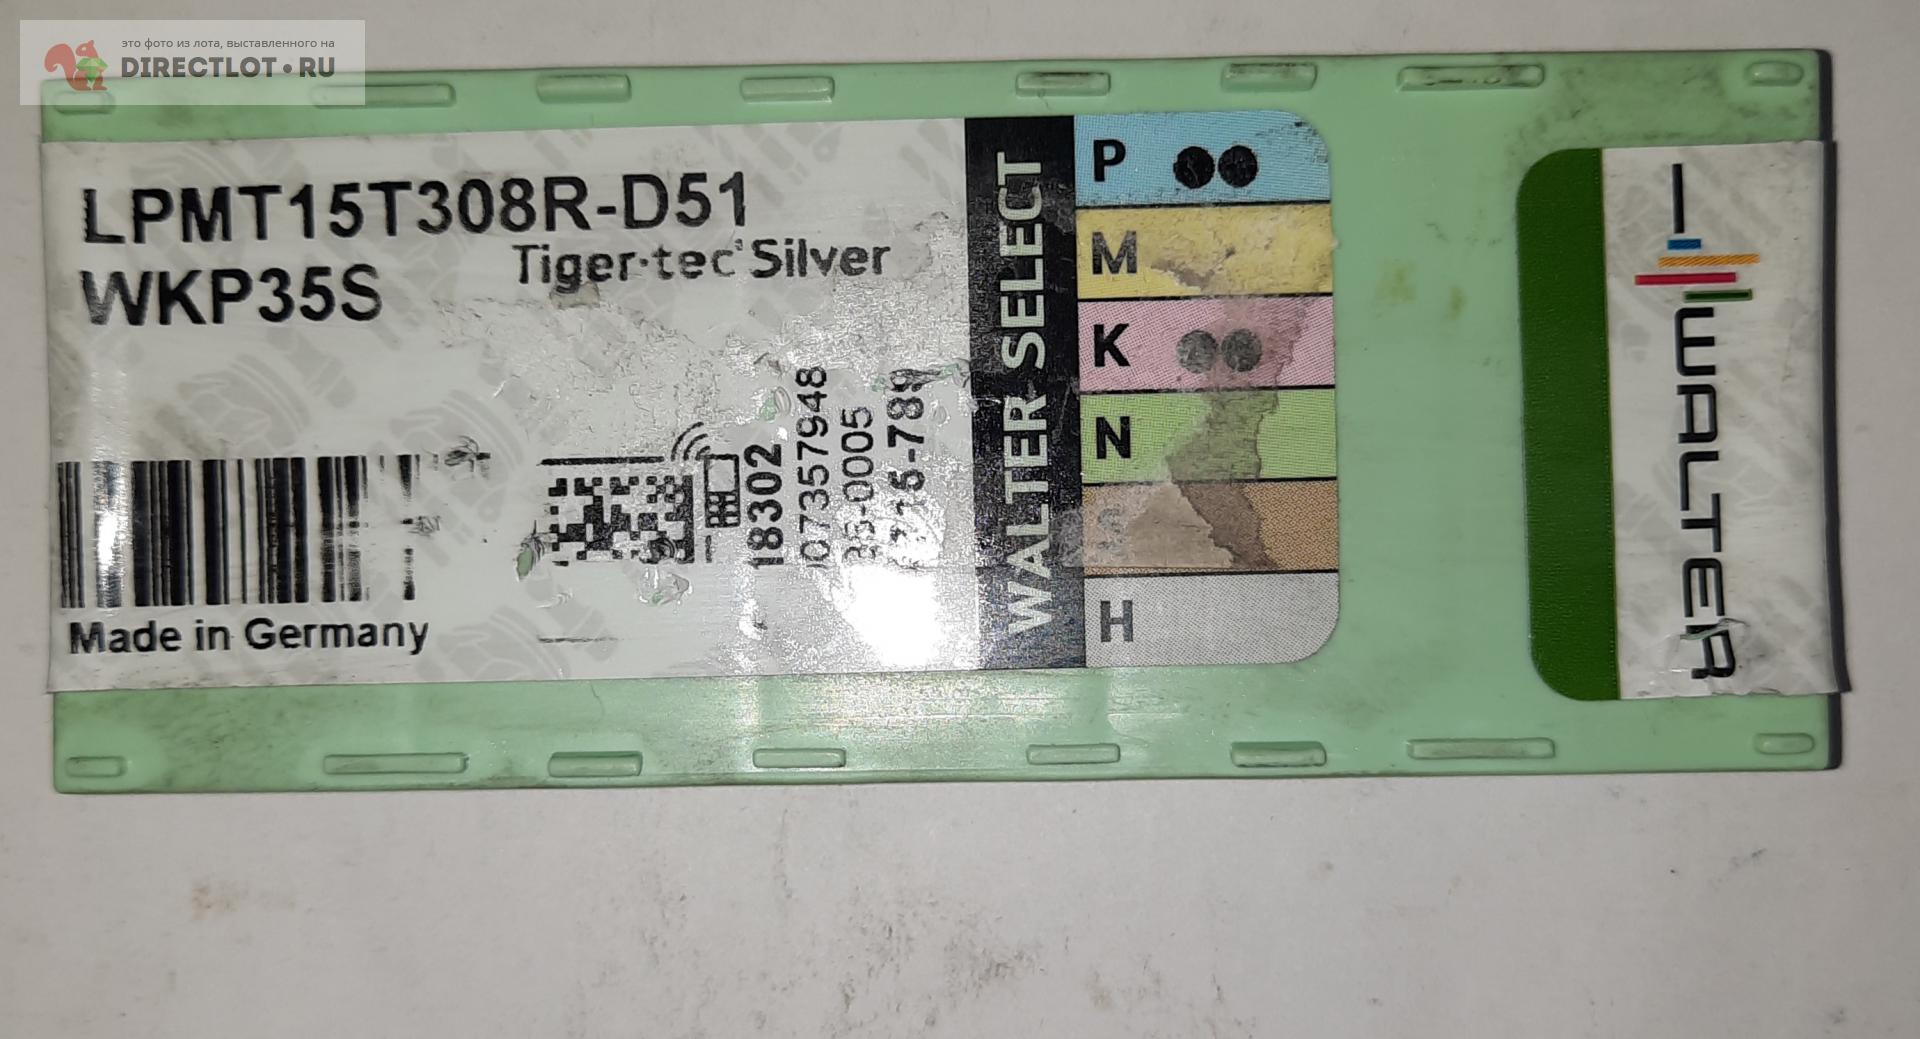 это фото из лота, выставленного на
DIRECTLOT•RU
LPMT15T308R-D51
WKP35S
Tiger·tec Silver
Made in Germany
18302
07357948
-0005
WALTER SELECT
P
M
K
N
S
H
WALTER